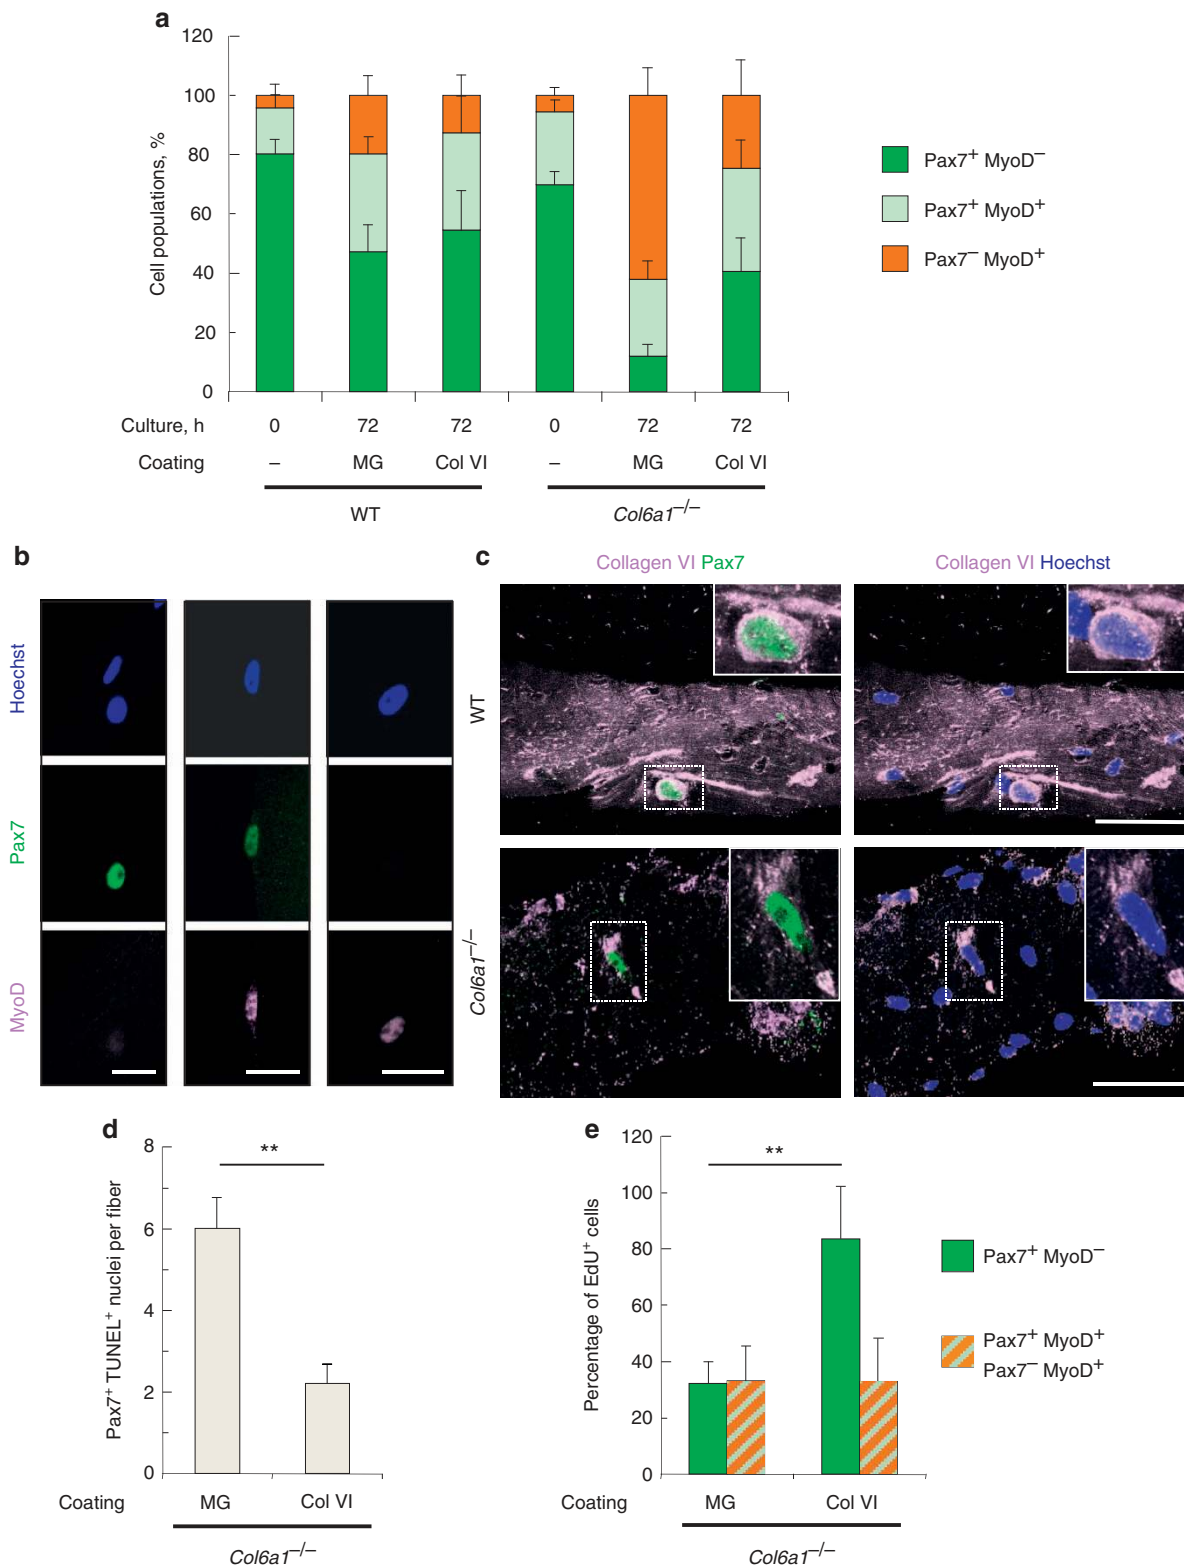 a
120
100
80
60
40
20
0
Cell populations, %
Pax7+ MyoD−
Pax7+ MyoD+
Pax7− MyoD+
Culture, h 0 72 72 0 72 72
Coating – MG Col VI – MG Col VI
WT Col6a1−/−
b
Hoechst
Pax7
MyoD
c
Collagen VI Pax7 Collagen VI Hoechst
WT
Col6a1−/−
d
8
6
4
2
0
Pax7+ TUNEL+ nuclei per fiber
**
Coating MG Col VI
Col6a1−/−
e
120
100
80
60
40
20
0
Percentage of EdU+ cells
**
Pax7+ MyoD−
Pax7+ MyoD+
Pax7− MyoD+
Coating MG Col VI
Col6a1−/−